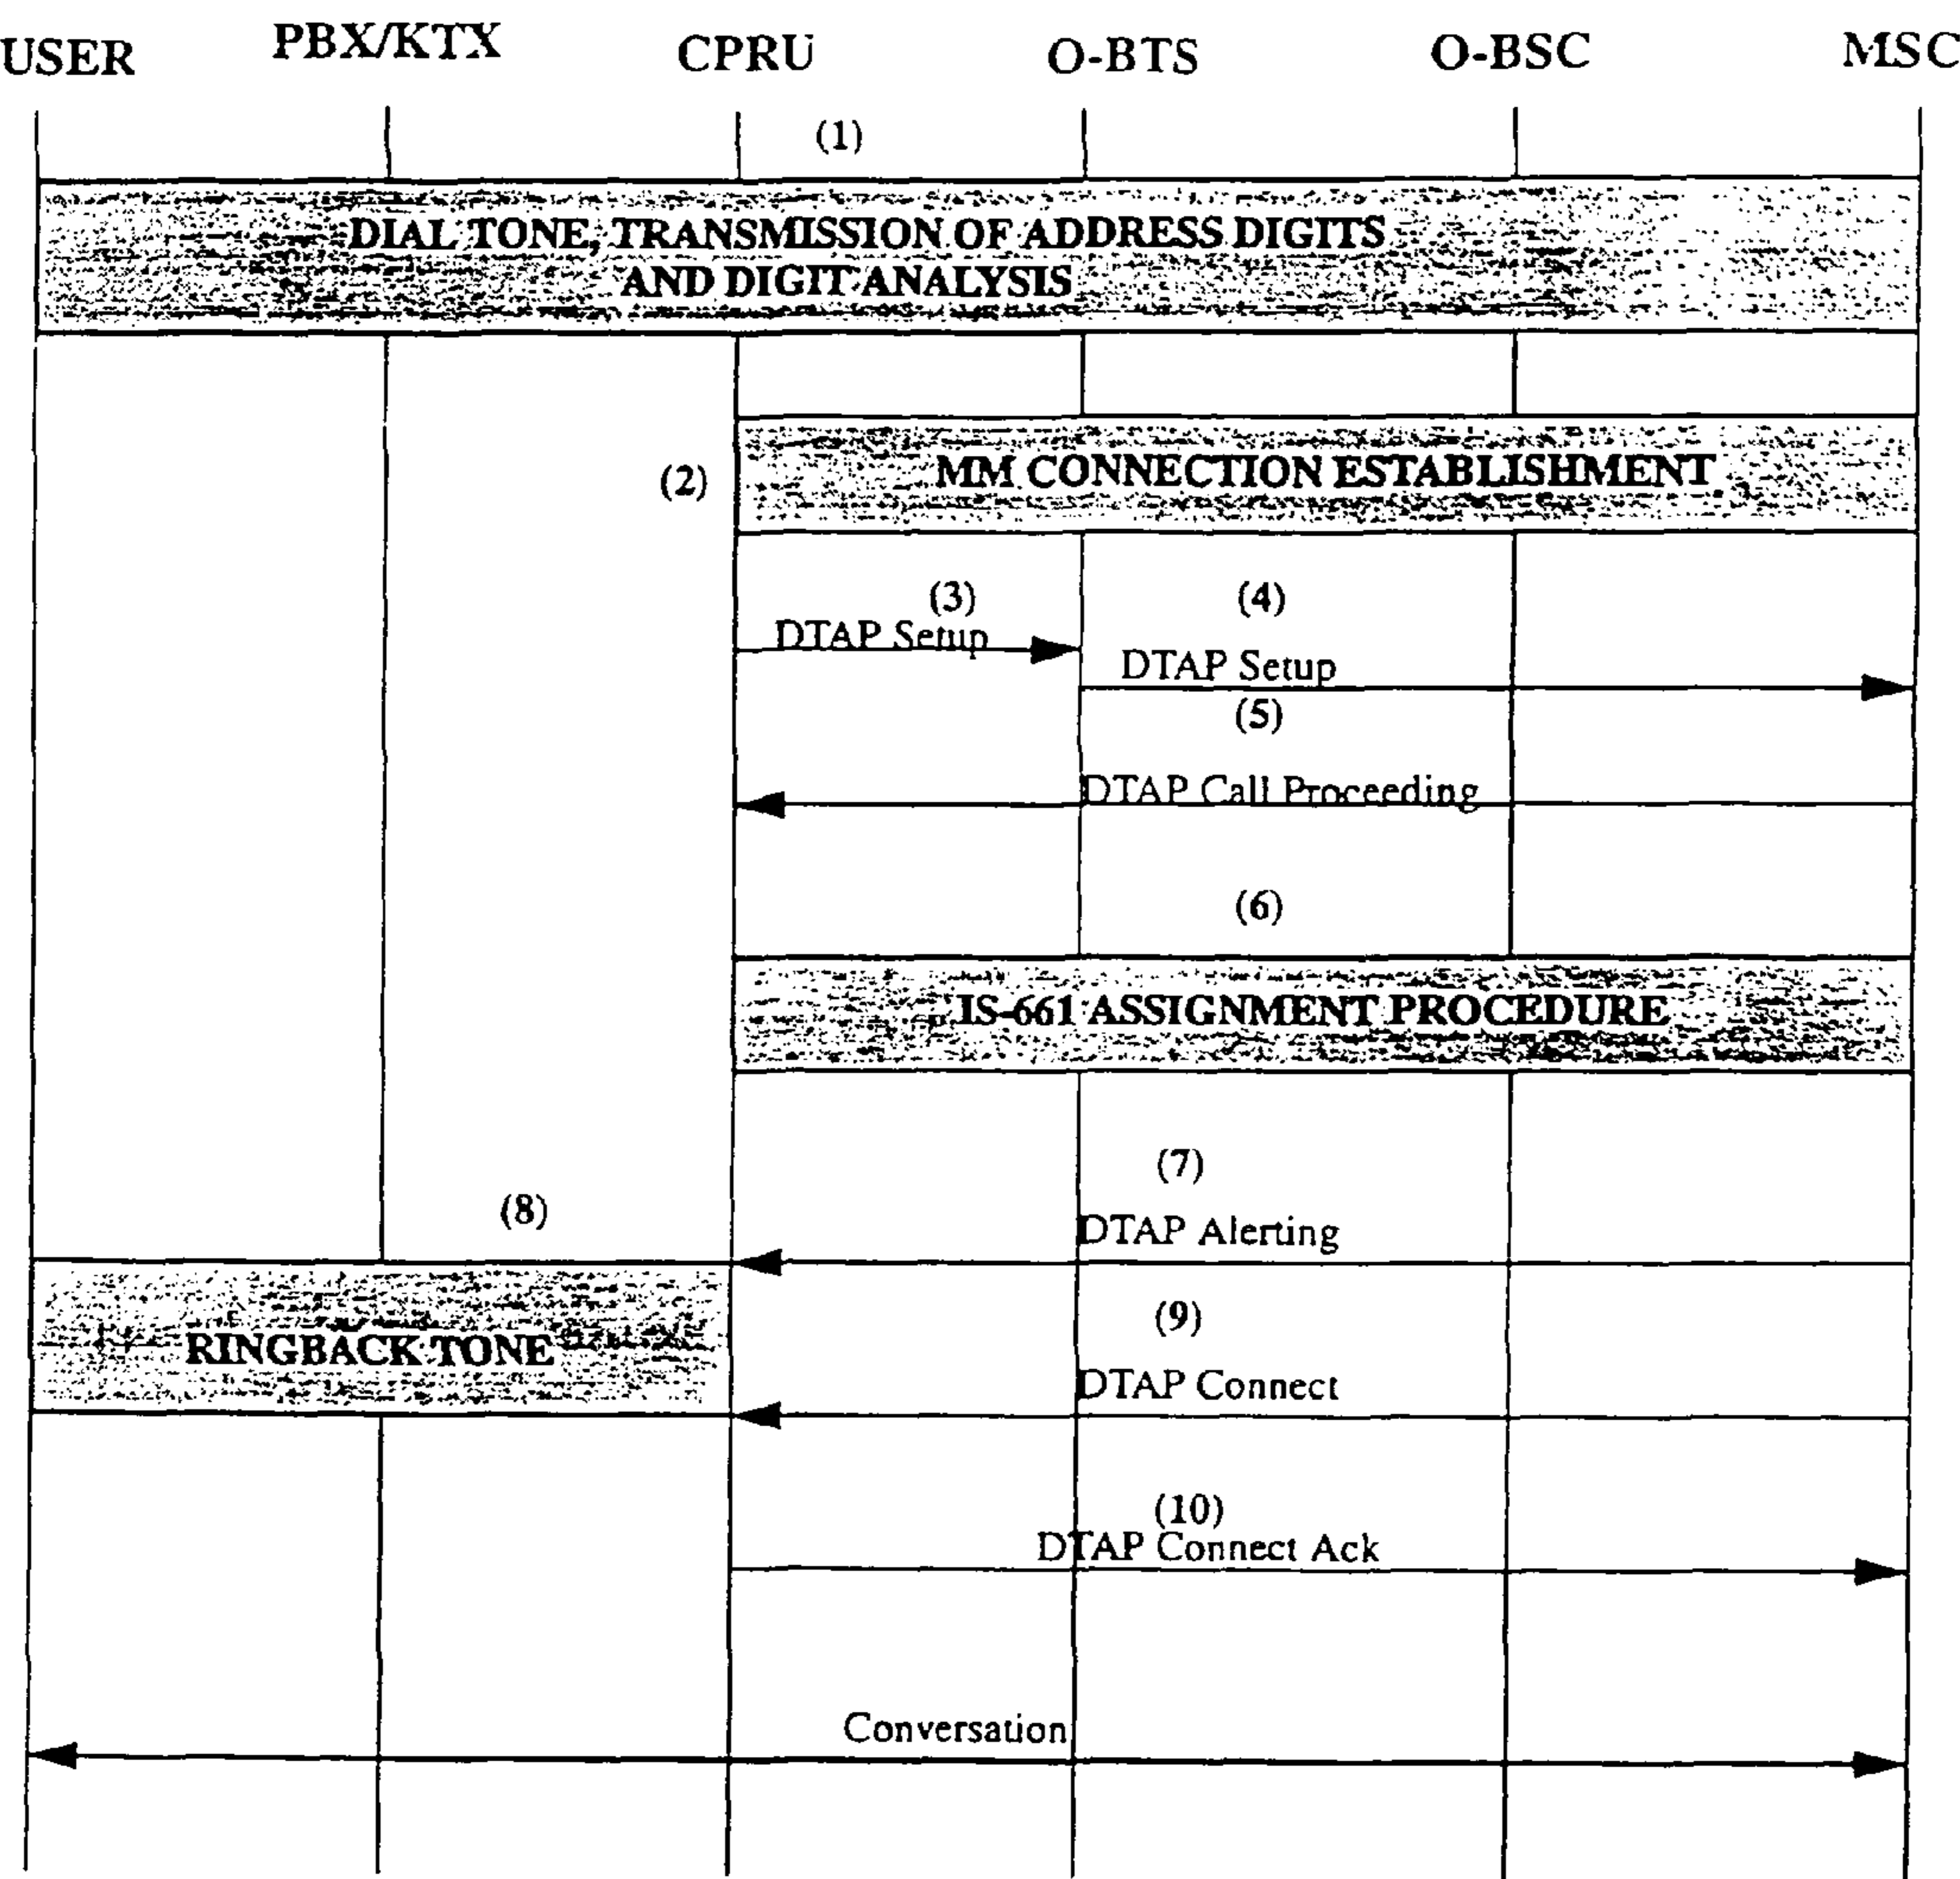 USER PBX/KTX CPRU O-BTS O-BSC MSC
(1)
DIAL TONE, TRANSMISSION OF ADDRESS DIGITS
AND DIGIT ANALYSIS
(2)
MM CONNECTION ESTABLISHMENT
(3)
DTAP Setup
(4)
DTAP Setup
(5)
DTAP Call Proceeding
(6)
IS-661 ASSIGNMENT PROCEDURE
(7)
DTAP Alerting
(8)
RINGBACK TONE
(9)
DTAP Connect
(10)
DTAP Connect Ack
Conversation